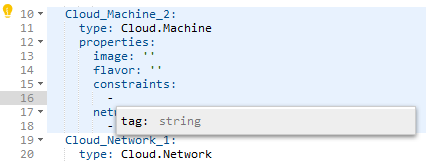 10 Cloud_Machine_2:
11 type: Cloud.Machine
12 properties:
13 image: ''
14 flavor: ''
15 constraints:
16 -
tag: string
17 net
18 -
19 Cloud_Network_1:
20 type: Cloud.Network